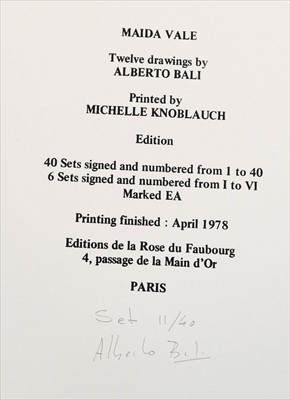 MAIDA VALE
Twelve drawings by
ALBERTO BALI
Printed by
MICHELLE KNOBLAUCH
Edition
40 Sets signed and numbered from 1 to 40
6 Sets signed and numbered from I to VI
Marked EA
Printing finished : April 1978
Editions de la Rose du Faubourg
4, passage de la Main d'Or
PARIS
Set 11/40
Alberto Bali